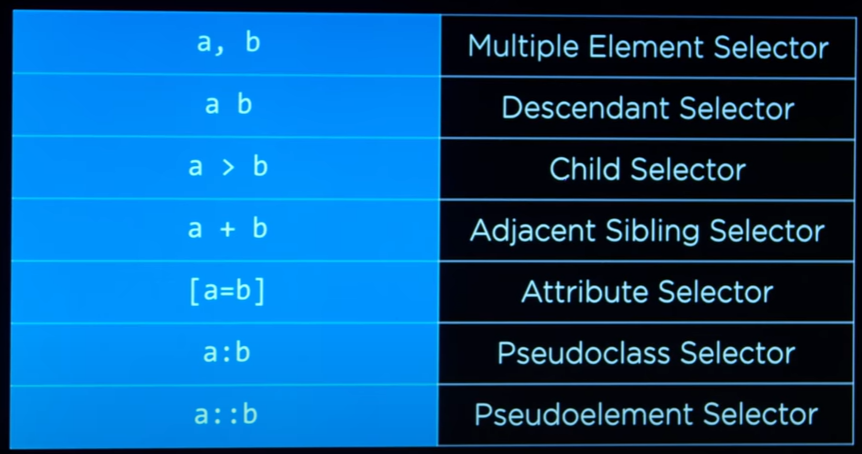 a, b Multiple Element Selector
a b Descendant Selector
a > b Child Selector
a + b Adjacent Sibling Selector
[a=b] Attribute Selector
a:b Pseudoclass Selector
a::b Pseudoelement Selector